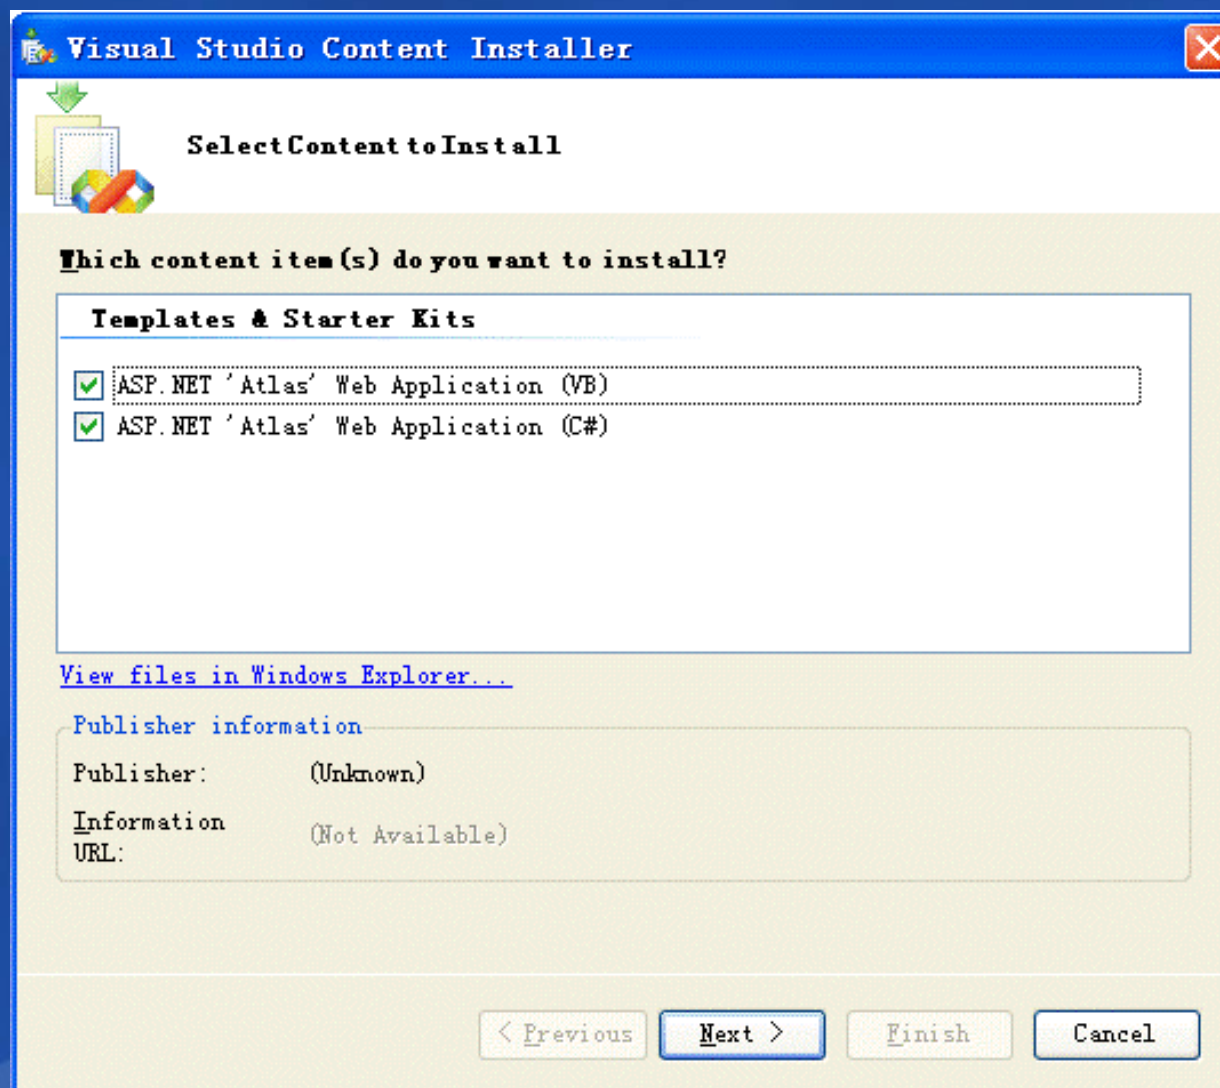 Visual Studio Content Installer
Select Content to Install
Which content item(s) do you want to install?
Templates & Starter Kits
ASP.NET 'Atlas' Web Application (VB)
ASP.NET 'Atlas' Web Application (C#)
View files in Windows Explorer...
Publisher information
Publisher: (Unknown)
Information
URL: (Not Available)
< Previous Next > Finish Cancel